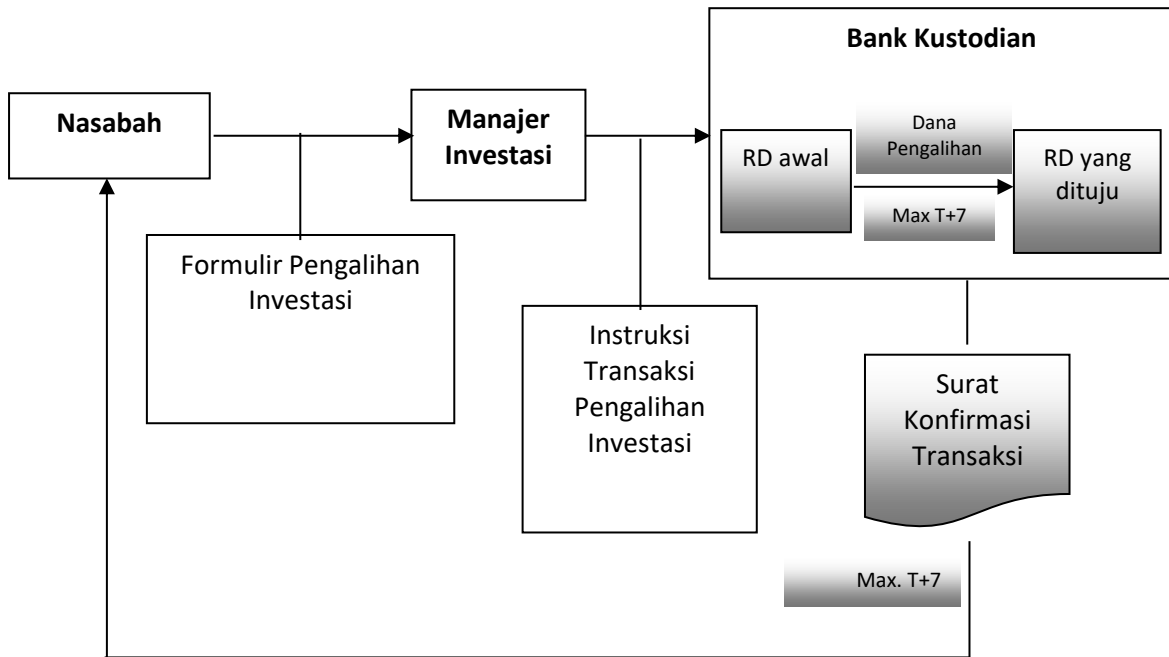 Bank Kustodian
Nasabah
Manajer
Investasi
RD awal
Dana
Pengalihan
Max T+7
RD yang
dituju
Formulir Pengalihan
Investasi
Instruksi
Transaksi
Pengalihan
Investasi
Surat
Konfirmasi
Transaksi
Max. T+7